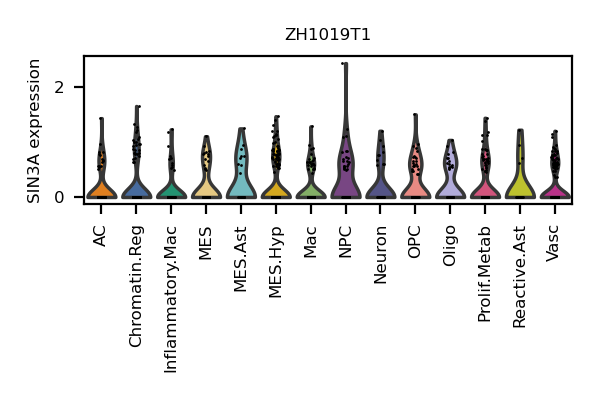 ZH1019T1
SIN3A expression
2
0
AC
Chromatin.Reg
Inflammatory.Mac
MES
MES.Ast
MES.Hyp
Mac
NPC
Neuron
OPC
Oligo
Prolif.Metab
Reactive.Ast
Vasc